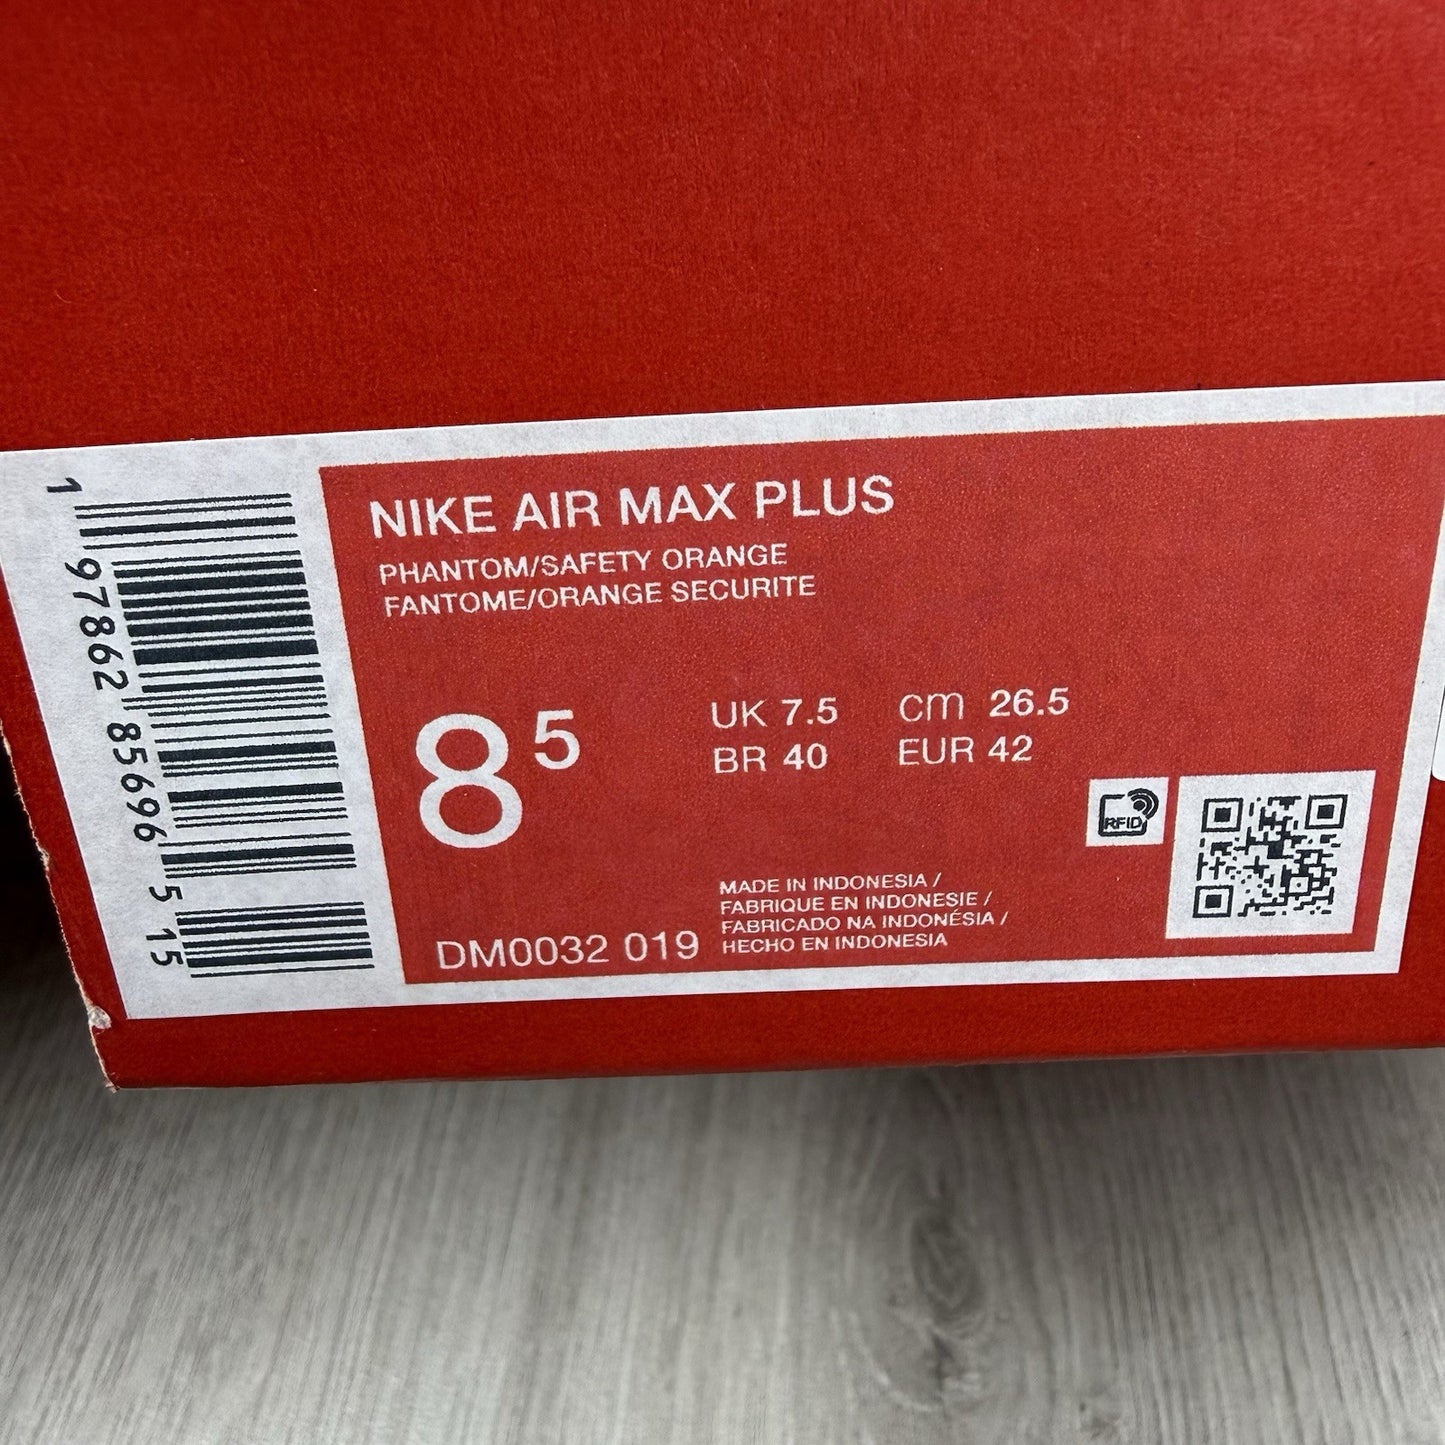 NIKE AIR MAX PLUS
PHANTOM/SAFETY ORANGE
FANTOME/ORANGE SECURITE
8 5
UK 7.5 cm 26.5
BR 40 EUR 42
RFID
MADE IN INDONESIA /
FABRIQUE EN INDONESIE /
FABRICADO NA INDONÉSIA /
HECHO EN INDONESIA
DM0032 019
1 97862 85696 5 15